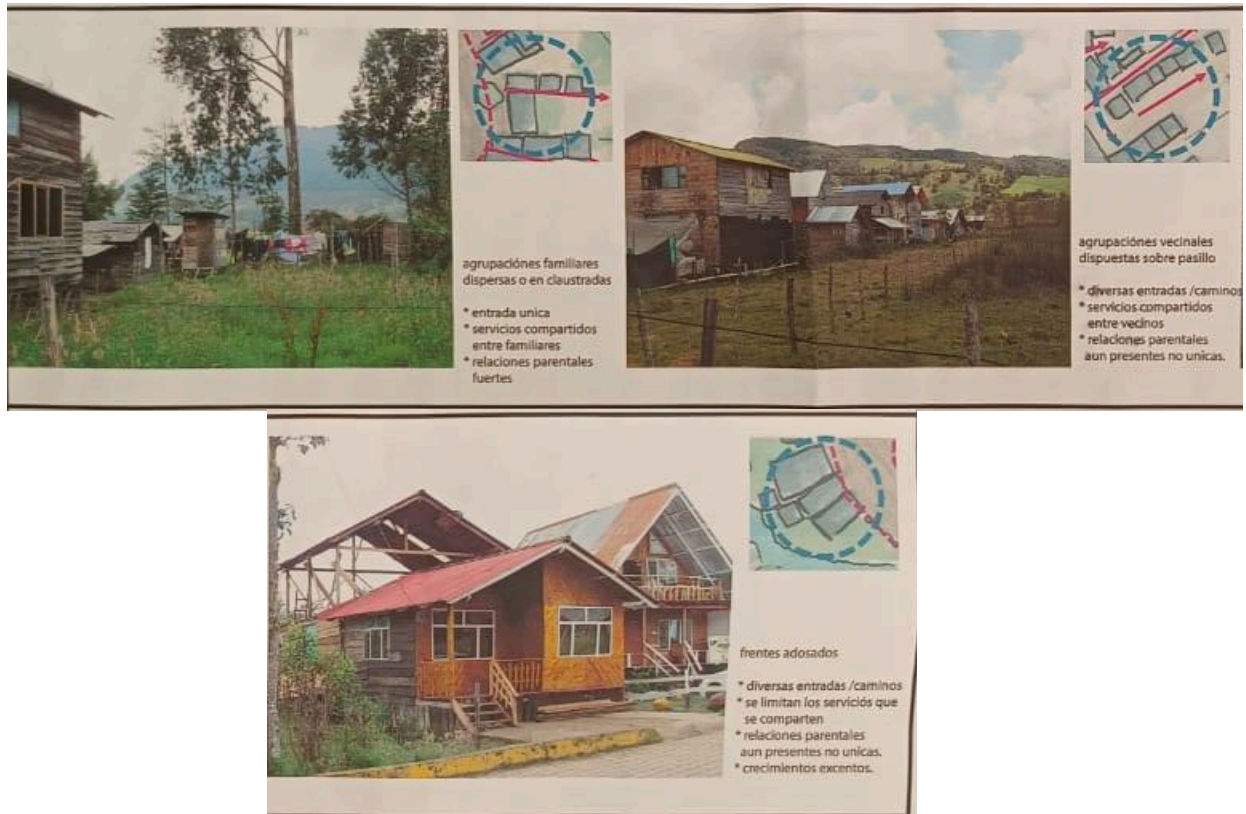 agrupaciónes familiares
dispersas o en claustradas
* entrada unica
* servicios compartidos
entre familiares
* relaciones parentales
fuertes
agrupaciónes vecinales
dispuestas sobre pasillo
* diversas entradas /caminos
* servicios compartidos
entre vecinos
* relaciones parentales
aun presentes no unicas.
frentes adosados
* diversas entradas /caminos
* se limitan los serviciós que
se comparten
* relaciones parentales
aun presentes no unicas.
* crecimientos excentos.